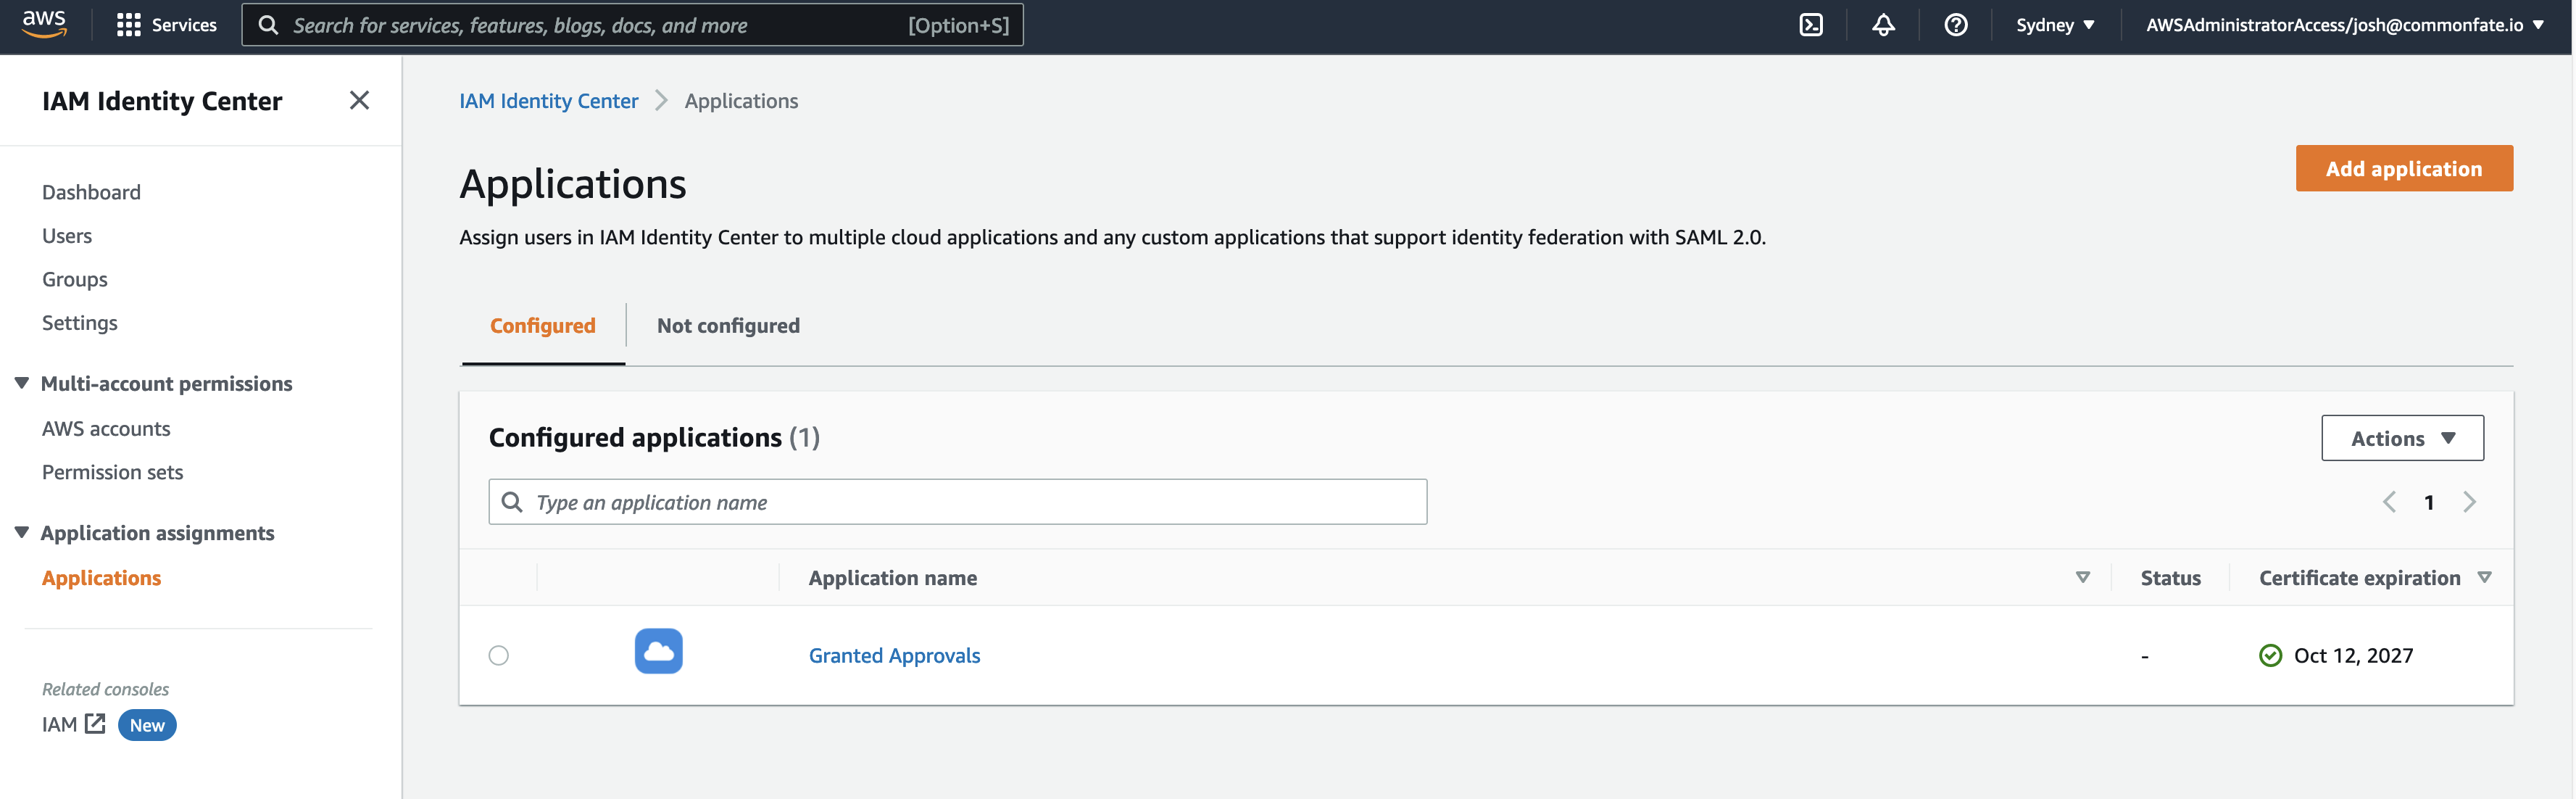 aws
Services
Search for services, features, blogs, docs, and more
[Option+S]
Sydney
AWSAdministratorAccess/josh@commonfate.io
IAM Identity Center
Dashboard
Users
Groups
Settings
Multi-account permissions
AWS accounts
Permission sets
Application assignments
Applications
Related consoles
IAM
New
IAM Identity Center
Applications
Applications
Add application
Assign users in IAM Identity Center to multiple cloud applications and any custom applications that support identity federation with SAML 2.0.
Configured
Not configured
Configured applications (1)
Actions
Type an application name
1
Application name
Status
Certificate expiration
Granted Approvals
-
Oct 12, 2027